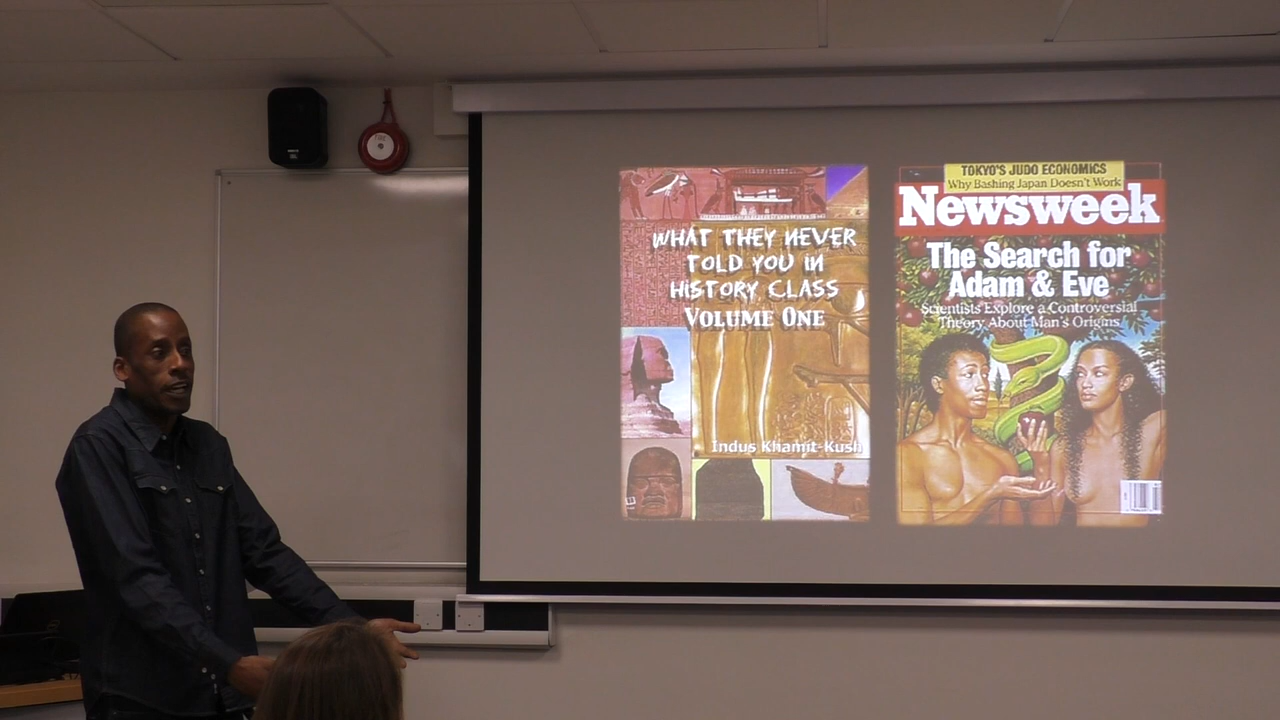 FIRE
WHAT THEY NEVER
TOLD YOU IN
HISTORY CLASS
VOLUME ONE
Indus Khamit-Kush
TOKYO'S JUDO ECONOMICS
Why Bashing Japan Doesn't Work
Newsweek
The Search for
Adam & Eve
Scientists Explore a Controversial
Theory About Man's Origins